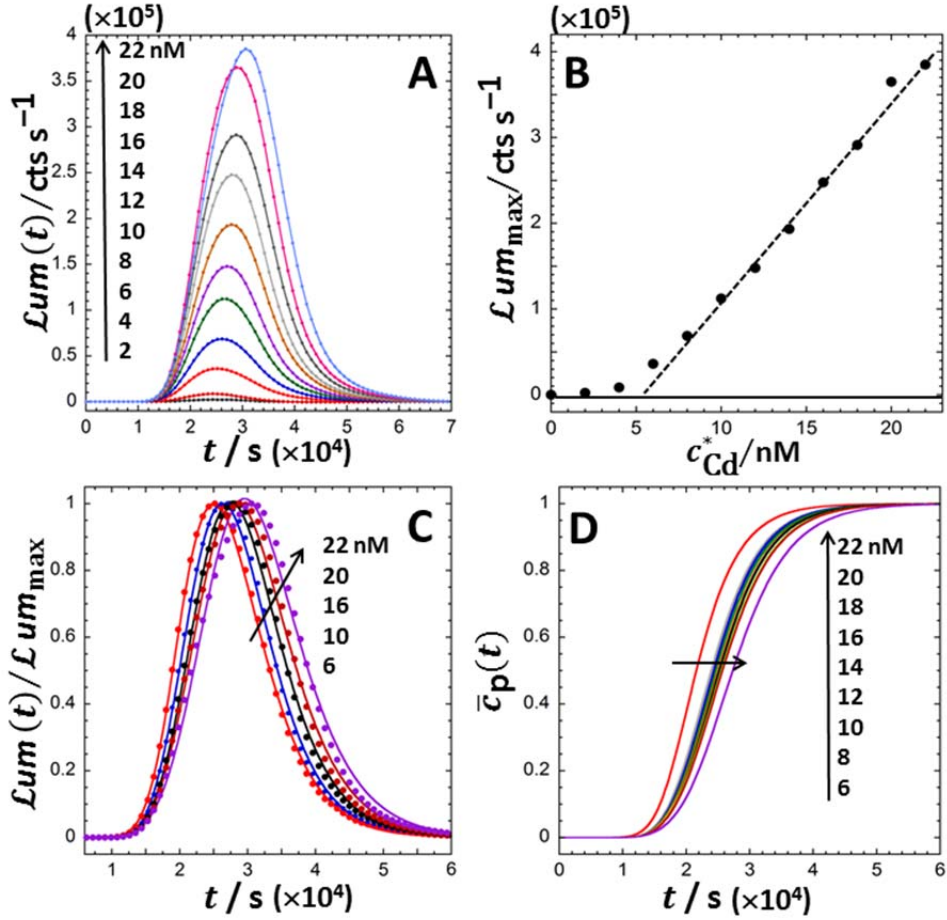 (×10⁵)
22 nM
20
18
16
14
12
10
8
6
4
2
A
4
3.5
3
2.5
2
1.5
1
0.5
0
ℒum (t) / cts s⁻¹
0 1 2 3 4 5 6 7
t / s (×10⁴)
(×10⁵)
B
4
3
2
1
0
ℒ um_max / cts s⁻¹
0 5 10 15 20
c*_Cd/nM
C
22 nM
20
16
10
6
1
0.8
0.6
0.4
0.2
0
ℒum (t) / ℒ um_max
1 2 3 4 5 6
t / s (×10⁴)
D
22 nM
20
18
16
14
12
10
8
6
1
0.8
0.6
0.4
0.2
0
c̅_p(t)
0 1 2 3 4 5 6
t / s (×10⁴)